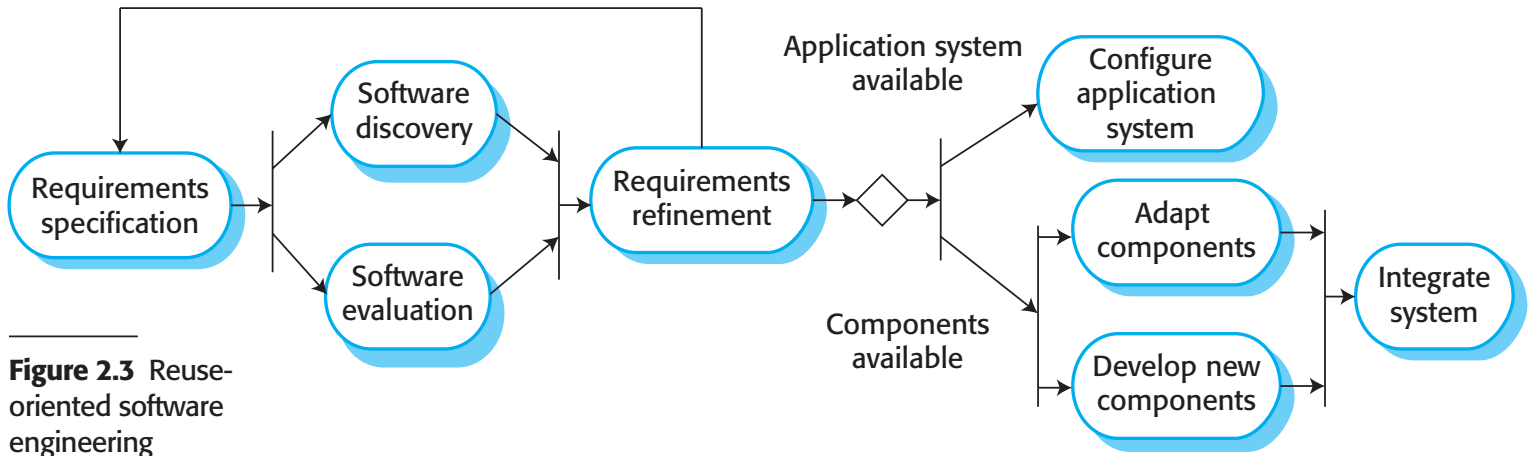 Requirements
specification
Software
discovery
Software
evaluation
Requirements
refinement
Application system
available
Configure
application
system
Components
available
Adapt
components
Develop new
components
Integrate
system
Figure 2.3 Reuse-
oriented software
engineering